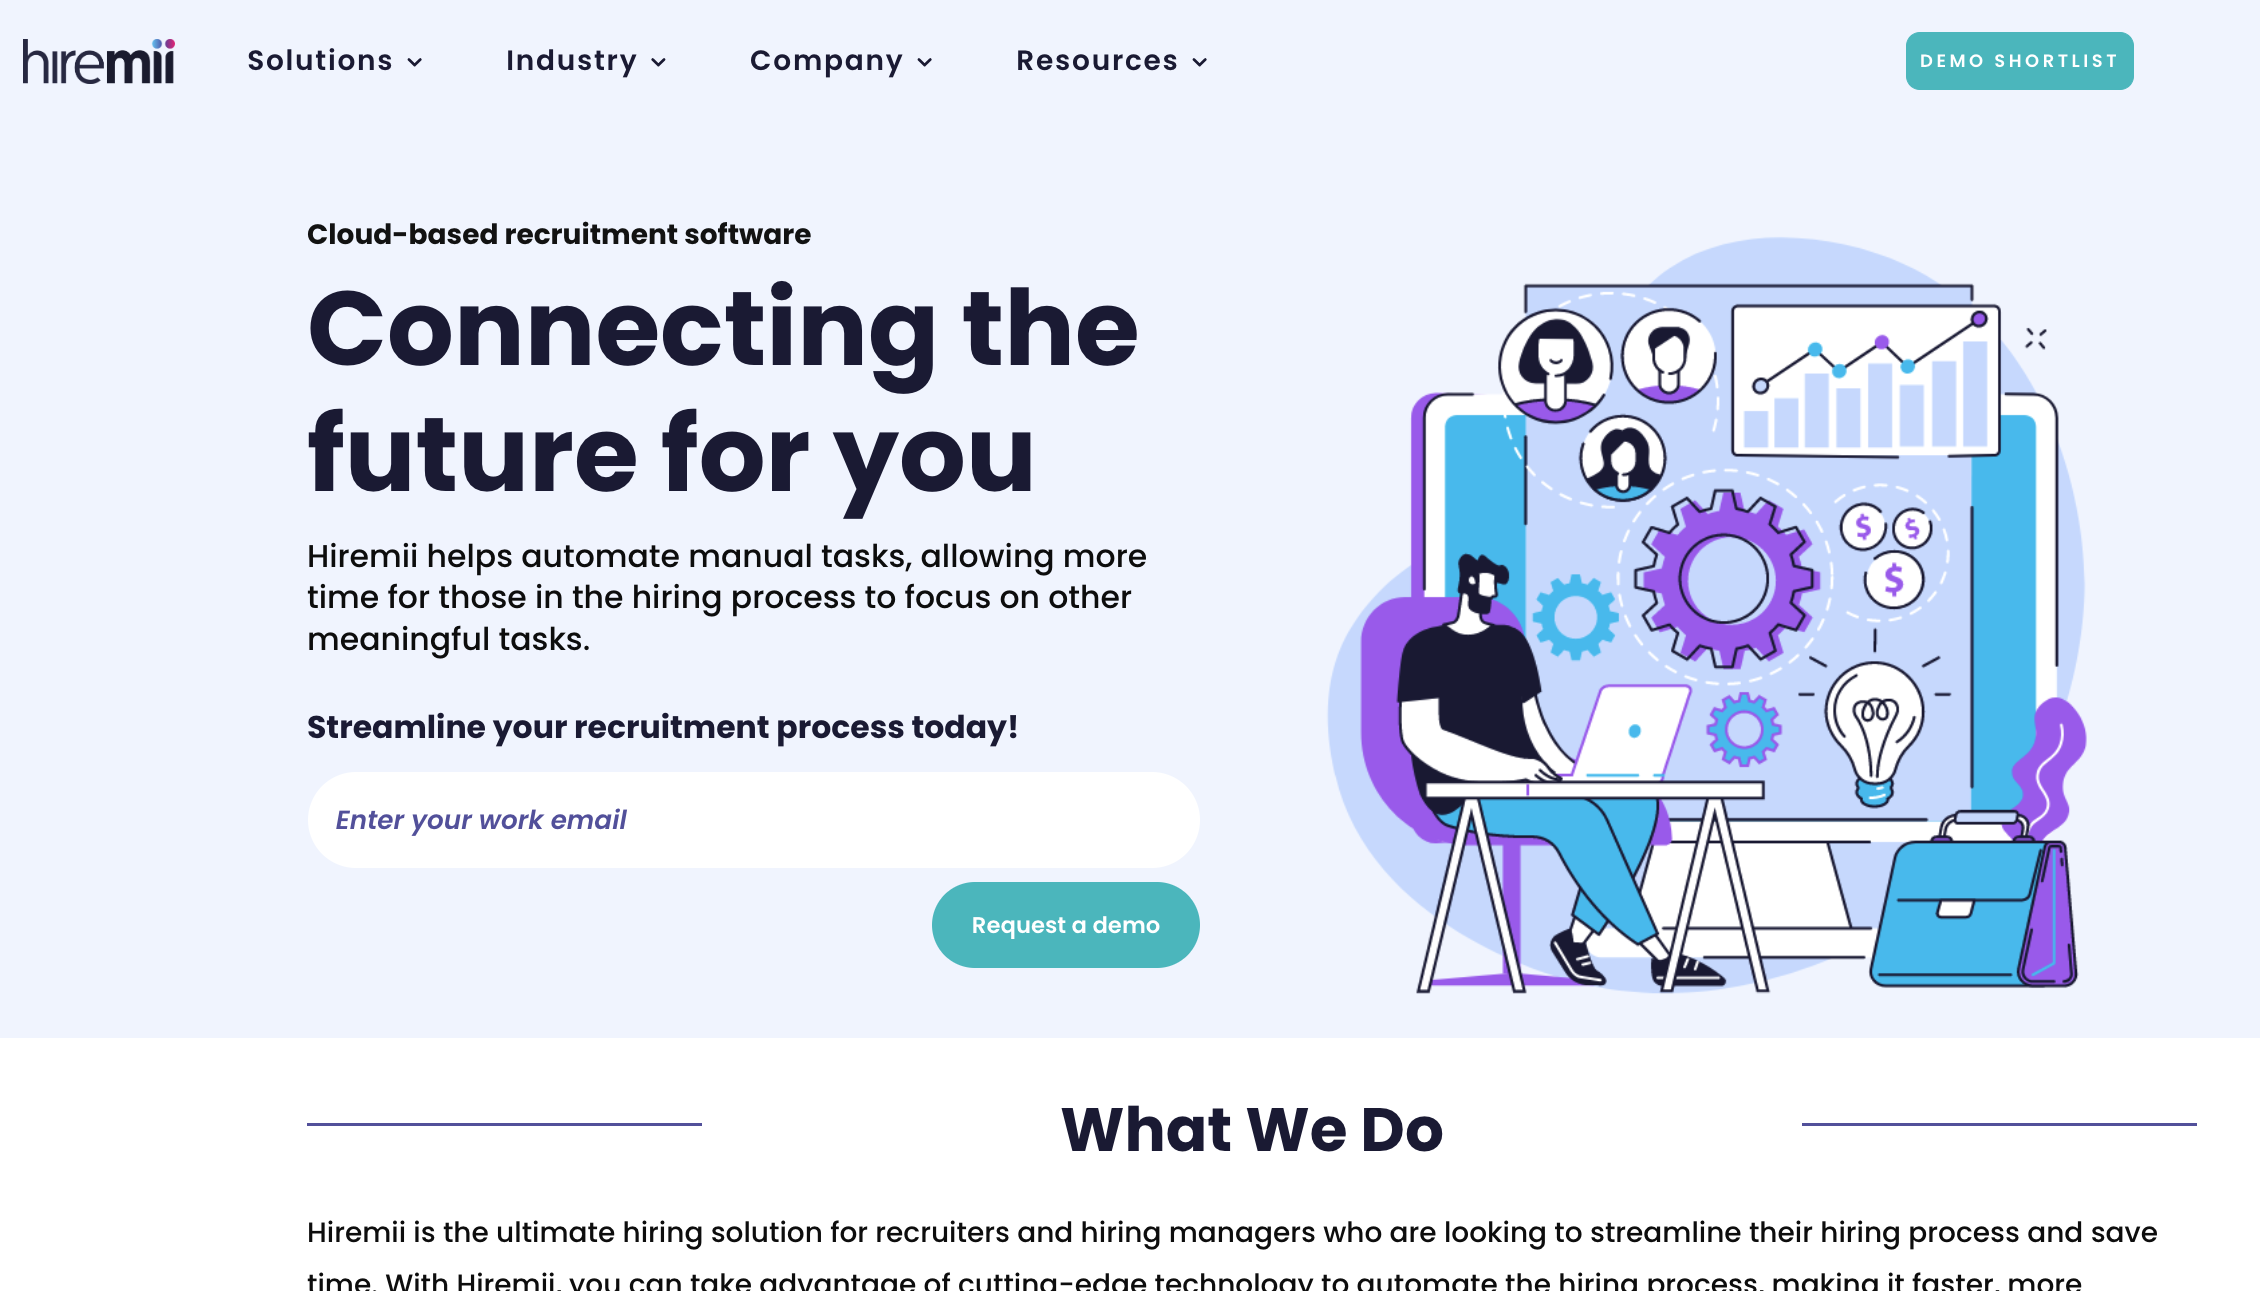 hiremii
Solutions
Industry
Company
Resources
DEMO SHORTLIST
Cloud-based recruitment software
Connecting the
future for you
Hiremii helps automate manual tasks, allowing more
time for those in the hiring process to focus on other
meaningful tasks.
Streamline your recruitment process today!
Enter your work email
Request a demo
$
$
$
What We Do
Hiremii is the ultimate hiring solution for recruiters and hiring managers who are looking to streamline their hiring process and save
time. With Hiremii, you can take advantage of cutting-edge technology to automate the hiring process, making it faster, more